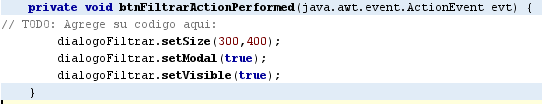 private void btnFiltrarActionPerformed(java.awt.event.ActionEvent evt) {
// TODO: Agrege su codigo aqui:
dialogoFiltrar.setSize(300,400);
dialogoFiltrar.setModal(true);
dialogoFiltrar.setVisible(true);
}